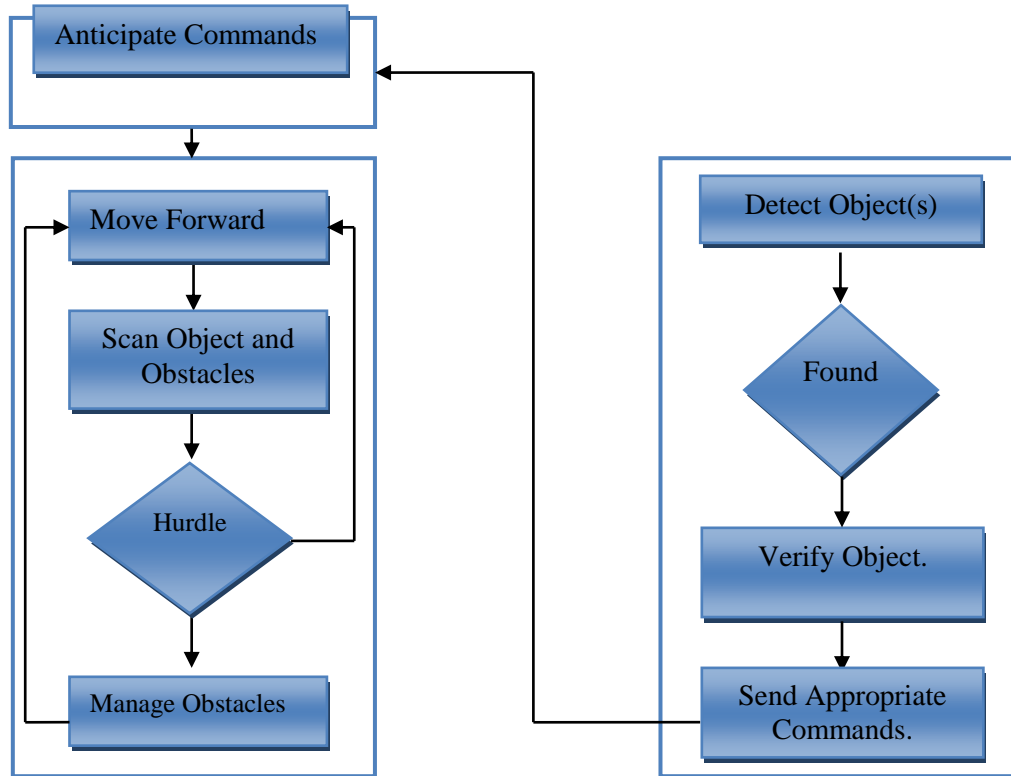 Anticipate Commands
Move Forward
Scan Object and
Obstacles
Hurdle
Manage Obstacles
Detect Object(s)
Found
Verify Object.
Send Appropriate
Commands.